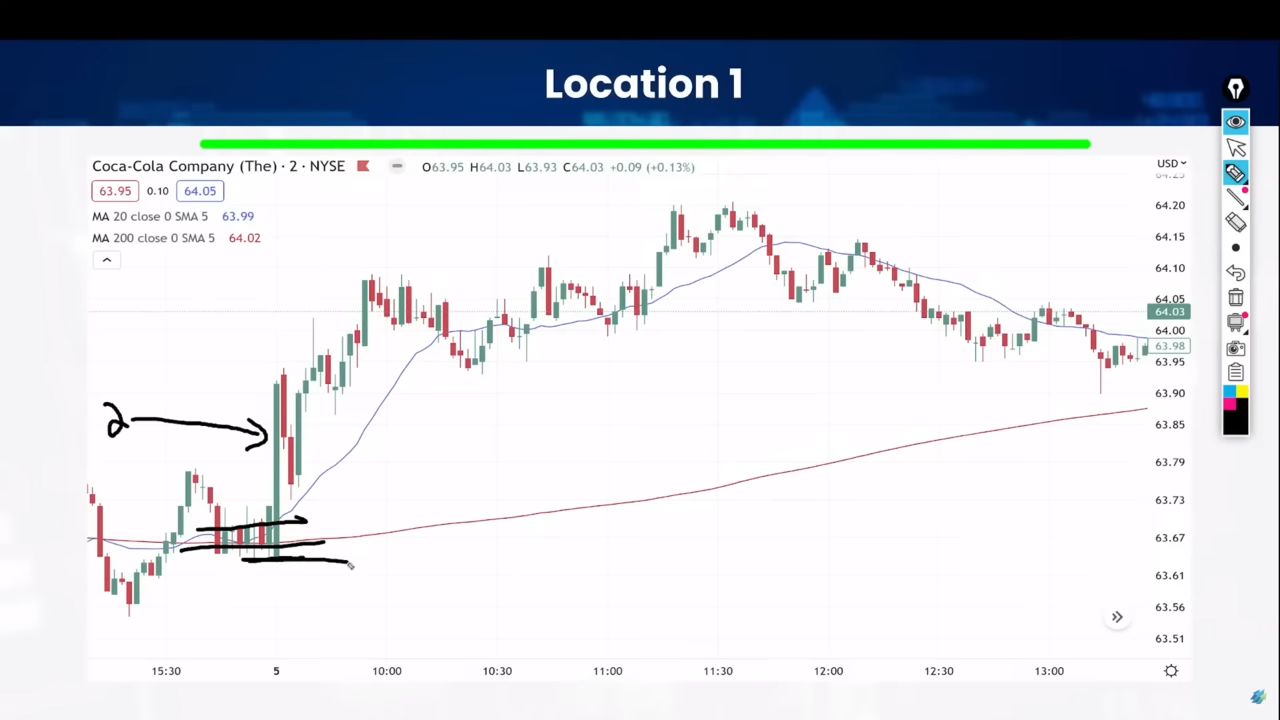 Location 1
Coca-Cola Company (The) · 2 · NYSE O63.95 H64.03 L63.93 C64.03 +0.09 (+0.13%)
USD
63.95 0.10 64.05
MA 20 close 0 SMA 5 63.99
MA 200 close 0 SMA 5 64.02
64.25
64.20
64.15
64.10
64.05
64.03
64.00
63.98
63.95
63.90
63.85
63.79
63.73
63.67
63.61
63.56
63.51
2
15:30 5 10:00 10:30 11:00 11:30 12:00 12:30 13:00